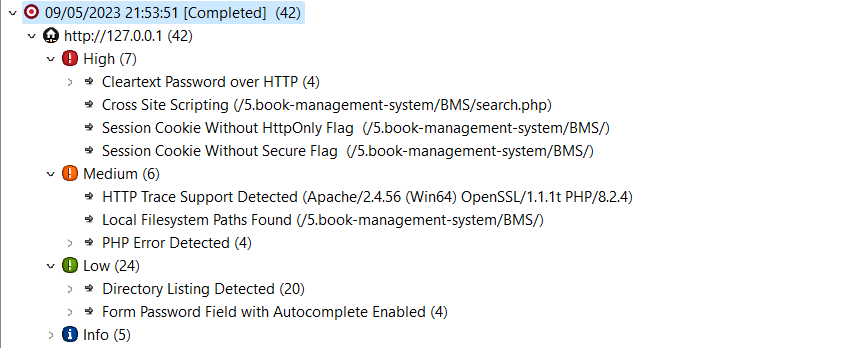 09/05/2023 21:53:51 [Completed] (42)
http://127.0.0.1 (42)
High (7)
Cleartext Password over HTTP (4)
Cross Site Scripting (/5.book-management-system/BMS/search.php)
Session Cookie Without HttpOnly Flag (/5.book-management-system/BMS/)
Session Cookie Without Secure Flag (/5.book-management-system/BMS/)
Medium (6)
HTTP Trace Support Detected (Apache/2.4.56 (Win64) OpenSSL/1.1.1t PHP/8.2.4)
Local Filesystem Paths Found (/5.book-management-system/BMS/)
PHP Error Detected (4)
Low (24)
Directory Listing Detected (20)
Form Password Field with Autocomplete Enabled (4)
Info (5)